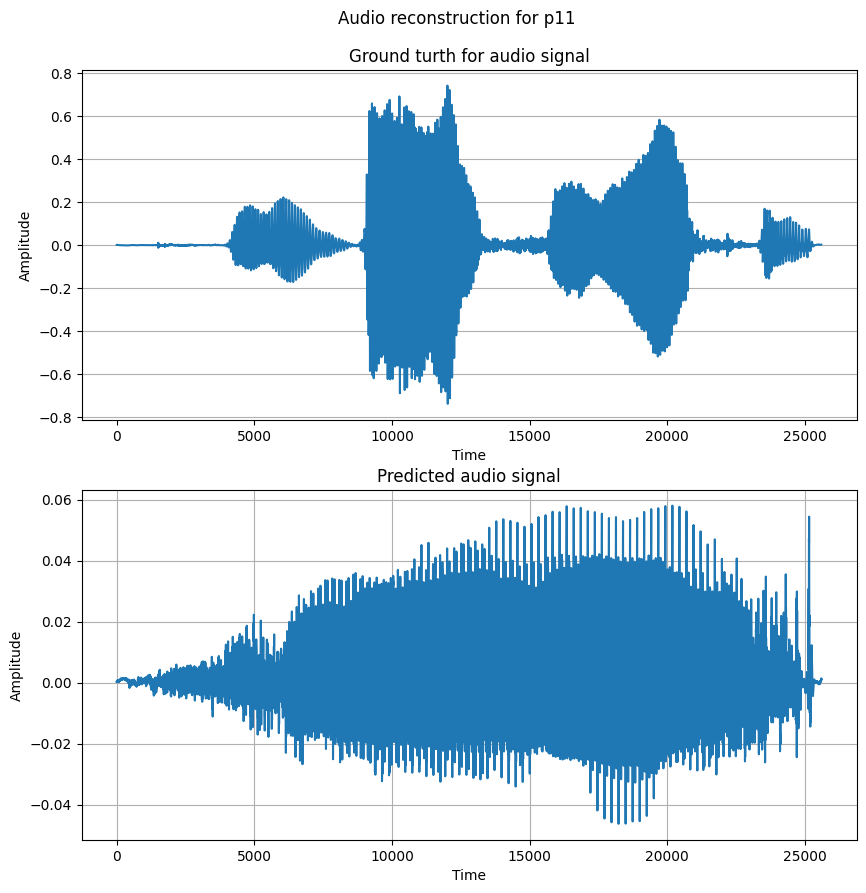 Audio reconstruction for p11
Ground turth for audio signal
0.8
0.6
0.4
0.2
0.0
−0.2
−0.4
−0.6
−0.8
Amplitude
0 5000 10000 15000 20000 25000
Time
Predicted audio signal
0.06
0.04
0.02
0.00
−0.02
−0.04
Amplitude
0 5000 10000 15000 20000 25000
Time